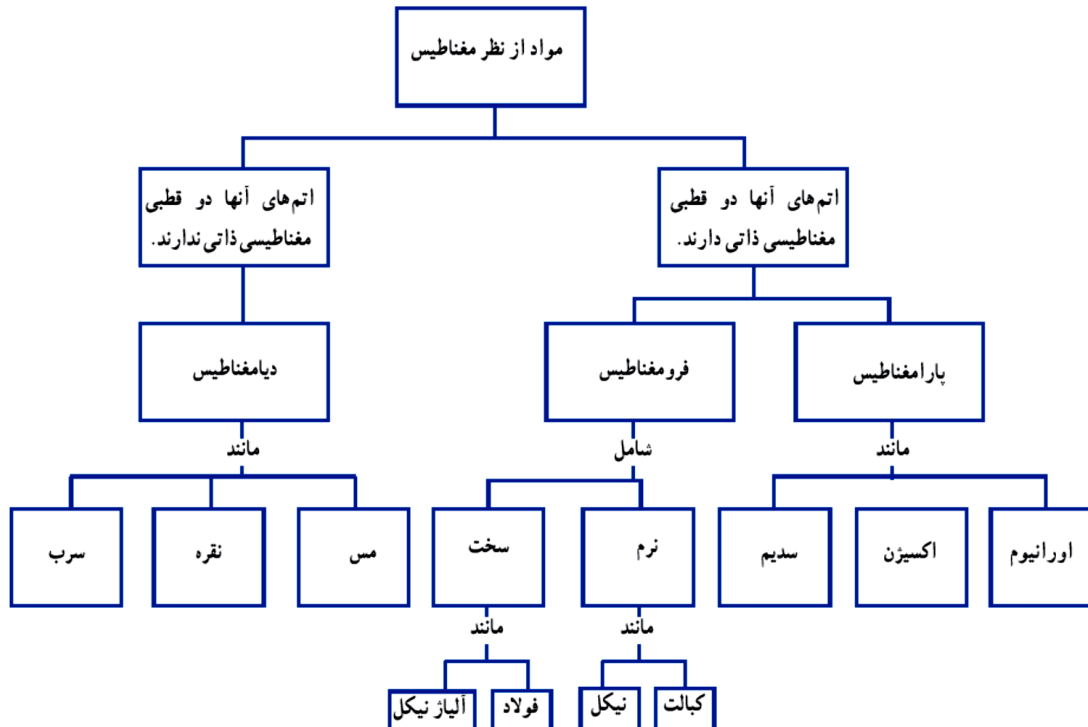 مواد از نظر مغناطیس
اتم‌های آنها دو قطبی
مغناطیسی ذاتی دارند.
اتم‌های آنها دو قطبی
مغناطیسی ذاتی ندارند.
پارامغناطیس
فرومغناطیس
دیامغناطیس
مانند
شامل
مانند
اورانیوم
اکسیژن
سدیم
نرم
سخت
مس
نقره
سرب
مانند
مانند
کبالت
نیکل
فولاد
آلیاژ نیکل